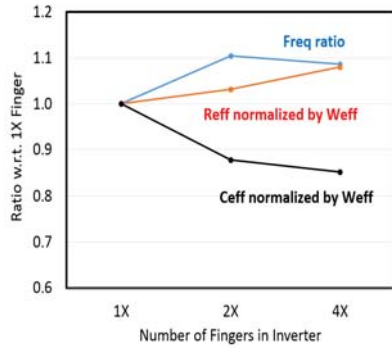 1.2
1.1
1.0
0.9
0.8
0.7
0.6
Ratio w.r.t. 1X Finger
Freq ratio
Reff normalized by Weff
Ceff normalized by Weff
1X 2X 4X
Number of Fingers in Inverter